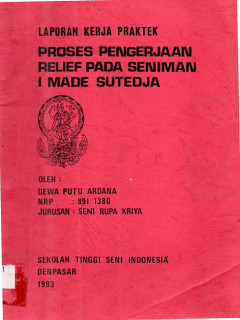 LAPORAN KERJA PRAKTEK
PROSES PENGERJAAN
RELIEF PADA SENIMAN
I MADE SUTEDJA
OLEH :
DEWA PUTU ARDANA
NRP : 891 1380
JURUSAN : SENI RUPA KRIYA
SEKOLAH TINGGI SENI INDONESIA
DENPASAR
1993